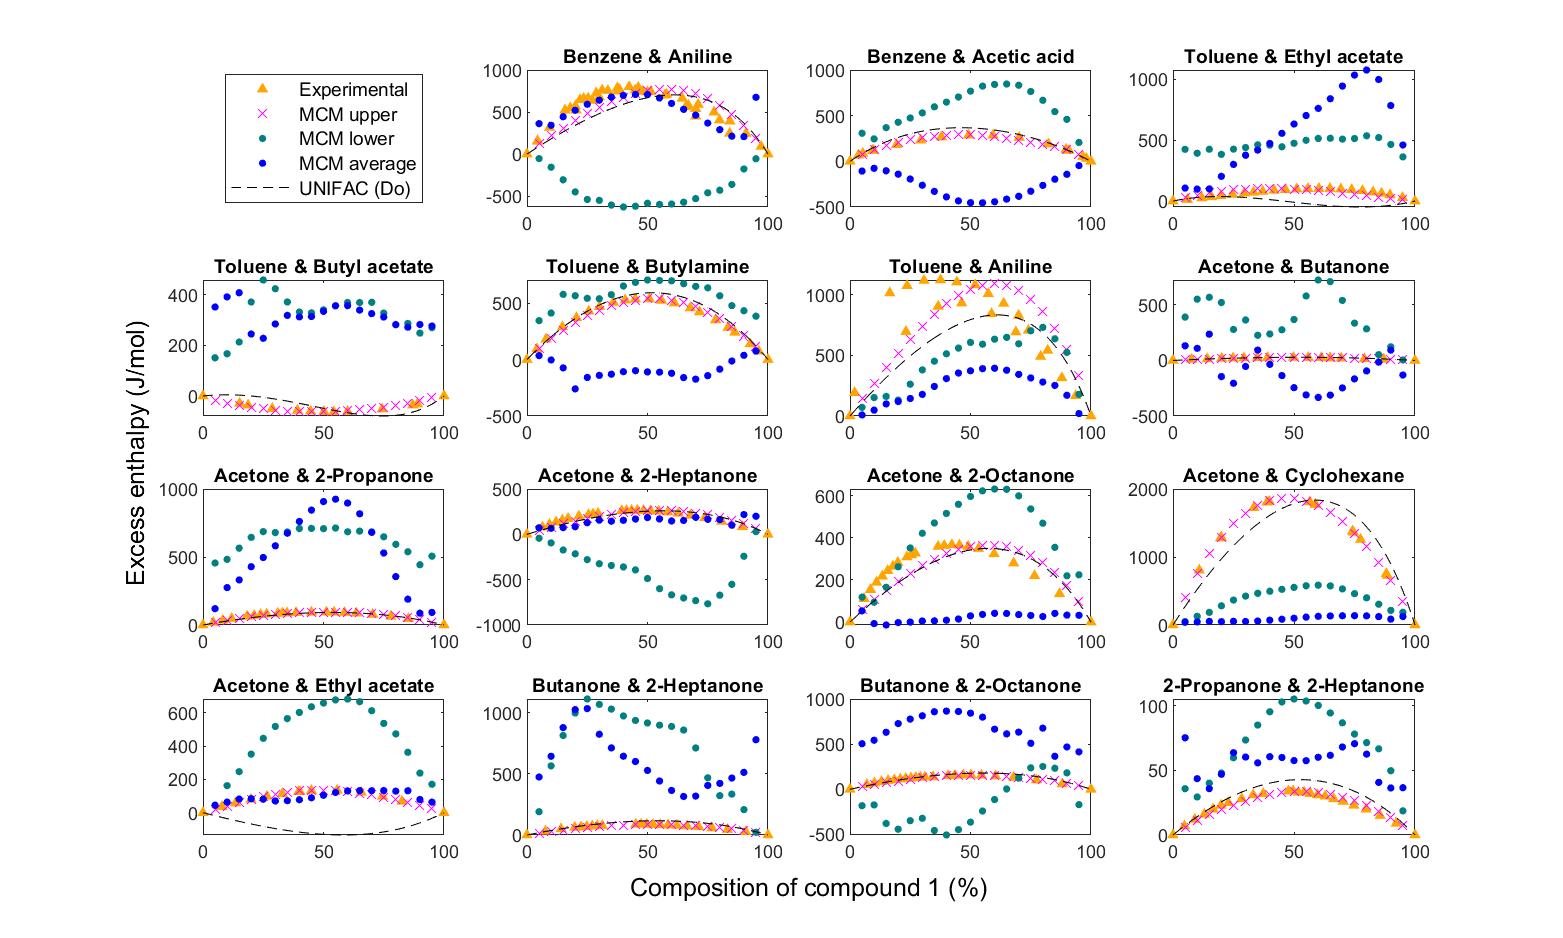 Experimental
MCM upper
MCM lower
MCM average
UNIFAC (Do)
Benzene & Aniline
1000
500
0
-500
0 50 100
Benzene & Acetic acid
1000
500
0
-500
0 50 100
Toluene & Ethyl acetate
1000
500
0
0 50 100
Toluene & Butyl acetate
400
200
0
0 50 100
Toluene & Butylamine
500
0
-500
0 50 100
Toluene & Aniline
1000
500
0
0 50 100
Acetone & Butanone
500
0
-500
0 50 100
Acetone & 2-Propanone
1000
500
0
0 50 100
Acetone & 2-Heptanone
500
0
-500
-1000
0 50 100
Acetone & 2-Octanone
600
400
200
0
0 50 100
Acetone & Cyclohexane
2000
1000
0
0 50 100
Acetone & Ethyl acetate
600
400
200
0
0 50 100
Butanone & 2-Heptanone
1000
500
0
0 50 100
Butanone & 2-Octanone
1000
500
0
-500
0 50 100
2-Propanone & 2-Heptanone
100
50
0
0 50 100
Excess enthalpy (J/mol)
Composition of compound 1 (%)